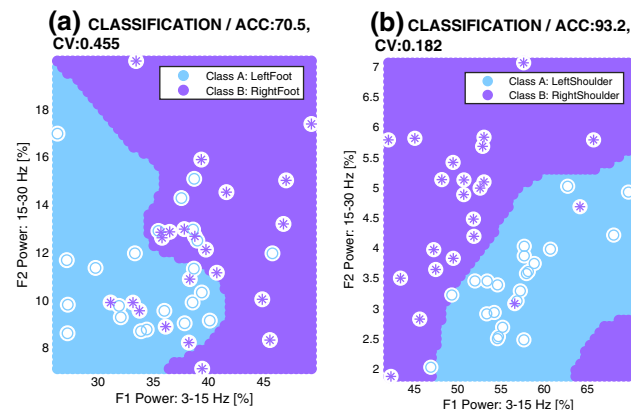 (a) CLASSIFICATION / ACC:70.5,
CV:0.455
Class A: LeftFoot
Class B: RightFoot
F2 Power: 15-30 Hz [%]
18
16
14
12
10
8
30
35
40
45
F1 Power: 3-15 Hz [%]
(b) CLASSIFICATION / ACC:93.2,
CV:0.182
Class A: LeftShoulder
Class B: RightShoulder
F2 Power: 15-30 Hz [%]
7
6.5
6
5.5
5
4.5
4
3.5
3
2.5
2
45
50
55
60
65
F1 Power: 3-15 Hz [%]